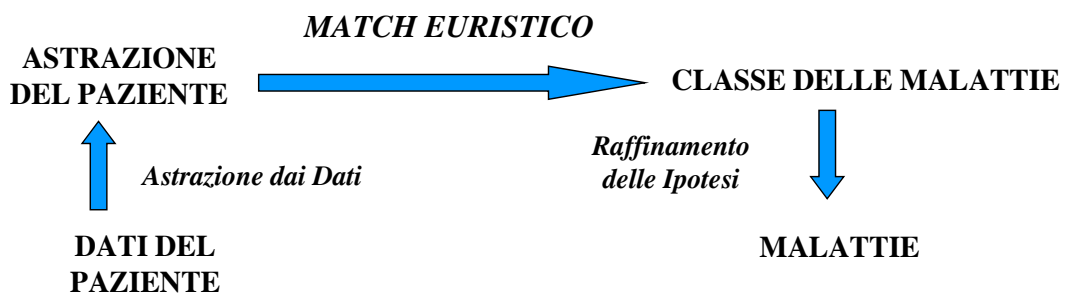 MATCH EURISTICO
ASTRAZIONE
DEL PAZIENTE
CLASSE DELLE MALATTIE
Astrazione dai Dati
Raffinamento
delle Ipotesi
DATI DEL
PAZIENTE
MALATTIE